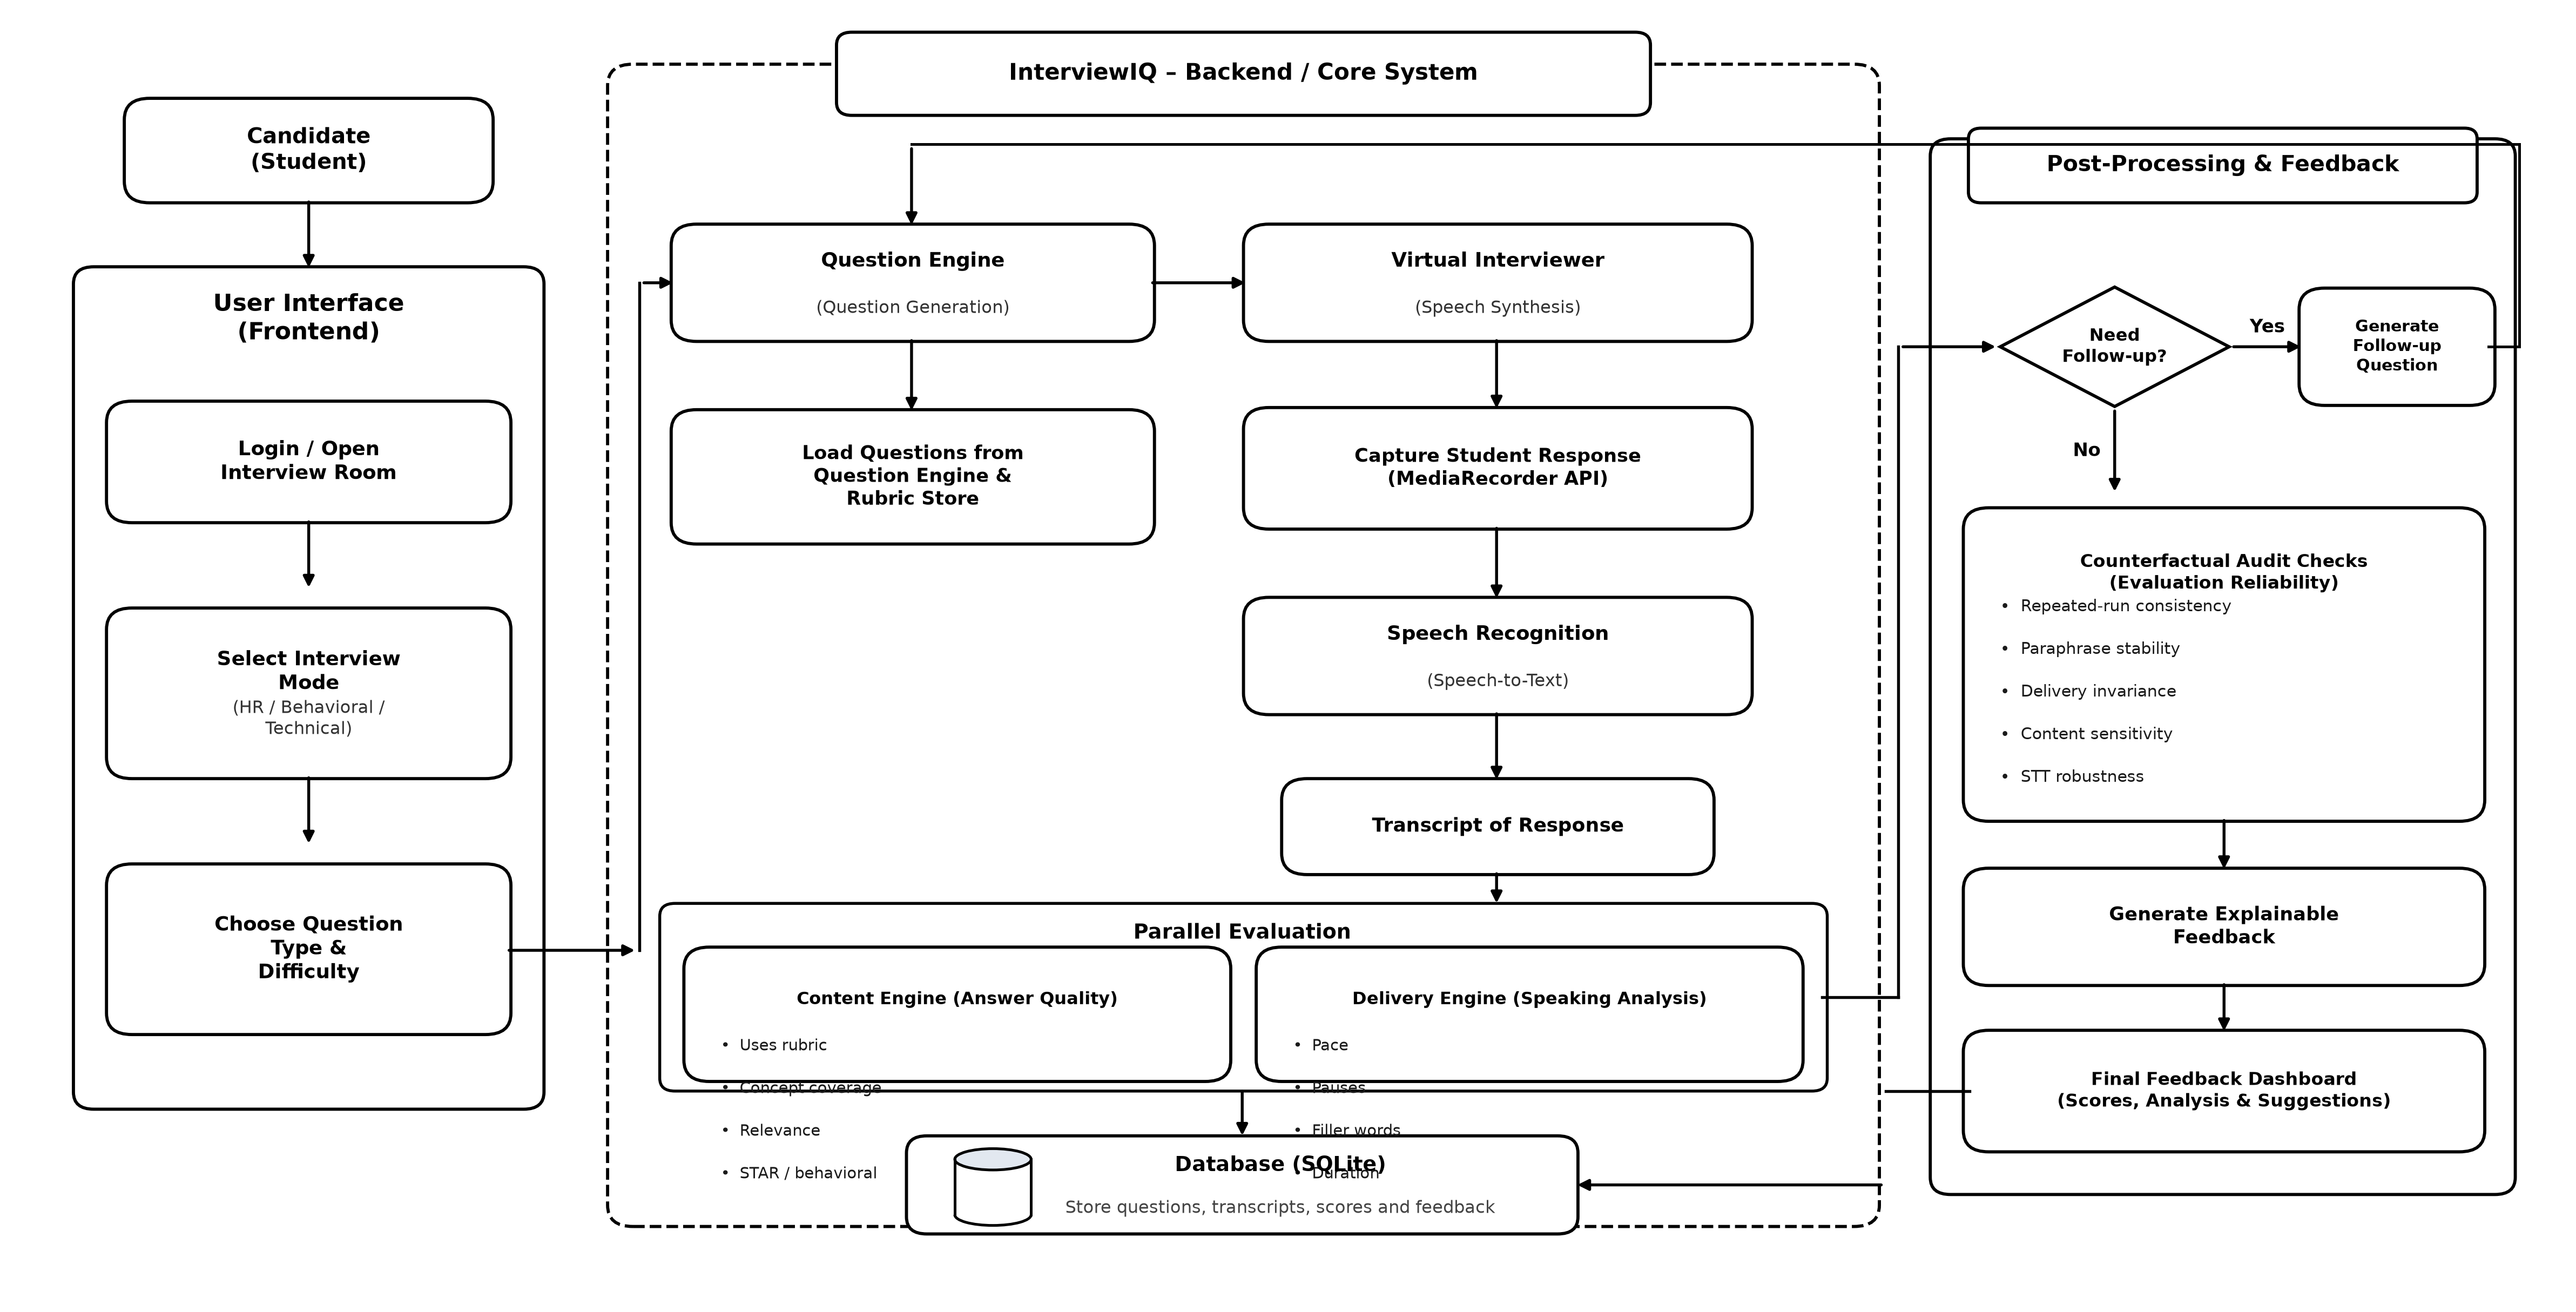 InterviewIQ – Backend / Core System
Candidate
(Student)
User Interface
(Frontend)
Login / Open
Interview Room
Select Interview
Mode
(HR / Behavioral /
Technical)
Choose Question
Type &
Difficulty
Question Engine
(Question Generation)
Load Questions from
Question Engine &
Rubric Store
Virtual Interviewer
(Speech Synthesis)
Capture Student Response
(MediaRecorder API)
Speech Recognition
(Speech-to-Text)
Transcript of Response
Parallel Evaluation
Content Engine (Answer Quality)
• Uses rubric
• Concept coverage
• Relevance
• STAR / behavioral
Delivery Engine (Speaking Analysis)
• Pace
• Pauses
• Filler words
• Duration
Database (SQLite)
Store questions, transcripts, scores and feedback
Post-Processing & Feedback
Need
Follow-up?
Yes
Generate
Follow-up
Question
No
Counterfactual Audit Checks
(Evaluation Reliability)
• Repeated-run consistency
• Paraphrase stability
• Delivery invariance
• Content sensitivity
• STT robustness
Generate Explainable
Feedback
Final Feedback Dashboard
(Scores, Analysis & Suggestions)